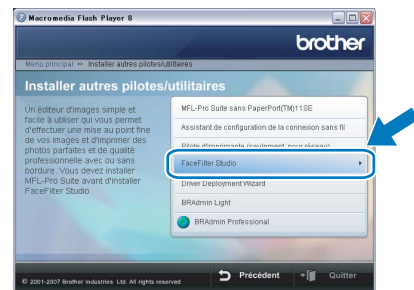 Macromedia Flash Player 8
brother
Menu principal >> Installer autres pilotes/utilitaires
Installer autres pilotes/utilitaires
Un éditeur d'images simple et
facile à utiliser qui vous permet
d'effectuer une mise au point fine
de vos images et d'imprimer des
photos parfaites et de qualité
professionnelle avec ou sans
bordure. Vous devez installer
MFL-Pro Suite avant d'installer
FaceFilter Studio.
MFL-Pro Suite sans PaperPort(TM)11SE
Assistant de configuration de la connexion sans fil
Pilote d'imprimante (seulement, pour réseau)
FaceFilter Studio
Driver Deployment Wizard
BRAdmin Light
BRAdmin Professional
© 2001-2007 Brother Industries Ltd. All rights reserved
Précédent
Quitter